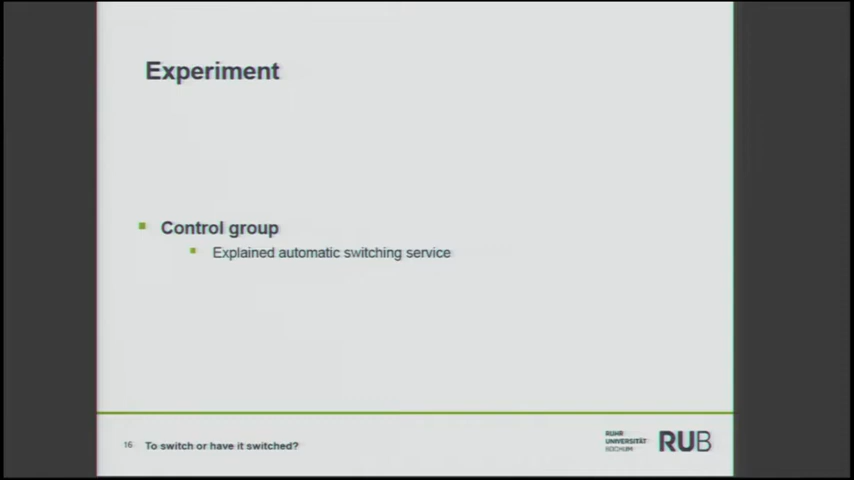 Experiment
Control group
Explained automatic switching service
16 To switch or have it switched?
RUHR
UNIVERSITÄT
BOCHUM
RUB